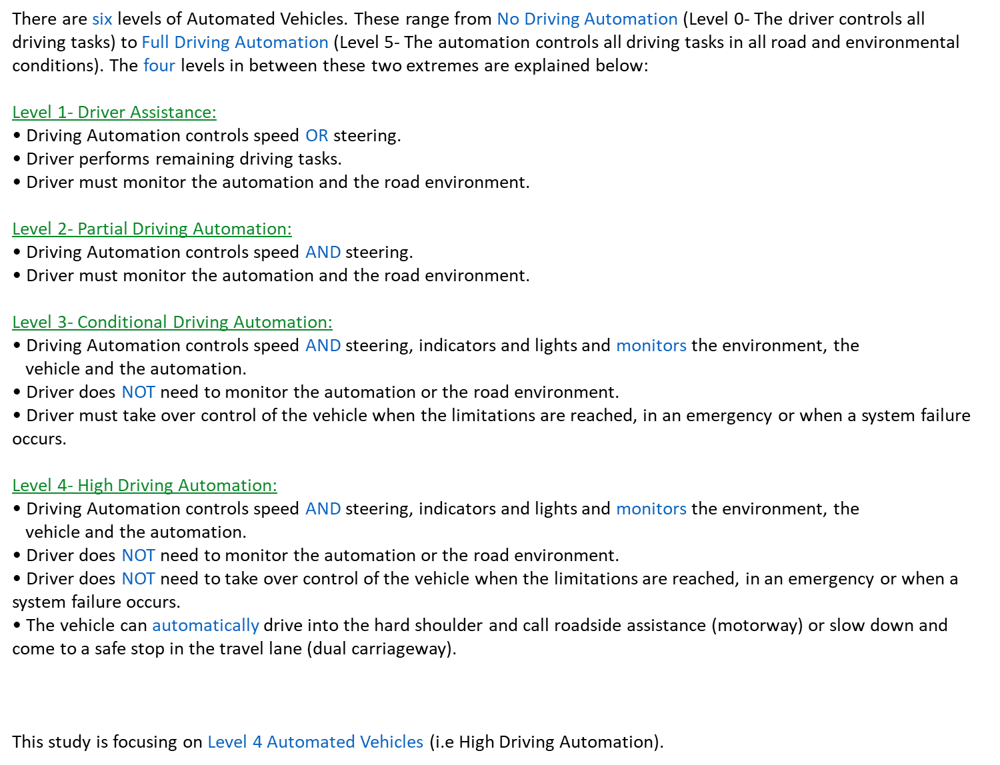 There are six levels of Automated Vehicles. These range from No Driving Automation (Level 0- The driver controls all
driving tasks) to Full Driving Automation (Level 5- The automation controls all driving tasks in all road and environmental
conditions). The four levels in between these two extremes are explained below:
Level 1- Driver Assistance:
• Driving Automation controls speed OR steering.
• Driver performs remaining driving tasks.
• Driver must monitor the automation and the road environment.
Level 2- Partial Driving Automation:
• Driving Automation controls speed AND steering.
• Driver must monitor the automation and the road environment.
Level 3- Conditional Driving Automation:
• Driving Automation controls speed AND steering, indicators and lights and monitors the environment, the
vehicle and the automation.
• Driver does NOT need to monitor the automation or the road environment.
• Driver must take over control of the vehicle when the limitations are reached, in an emergency or when a system failure
occurs.
Level 4- High Driving Automation:
• Driving Automation controls speed AND steering, indicators and lights and monitors the environment, the
vehicle and the automation.
• Driver does NOT need to monitor the automation or the road environment.
• Driver does NOT need to take over control of the vehicle when the limitations are reached, in an emergency or when a
system failure occurs.
• The vehicle can automatically drive into the hard shoulder and call roadside assistance (motorway) or slow down and
come to a safe stop in the travel lane (dual carriageway).
This study is focusing on Level 4 Automated Vehicles (i.e High Driving Automation).